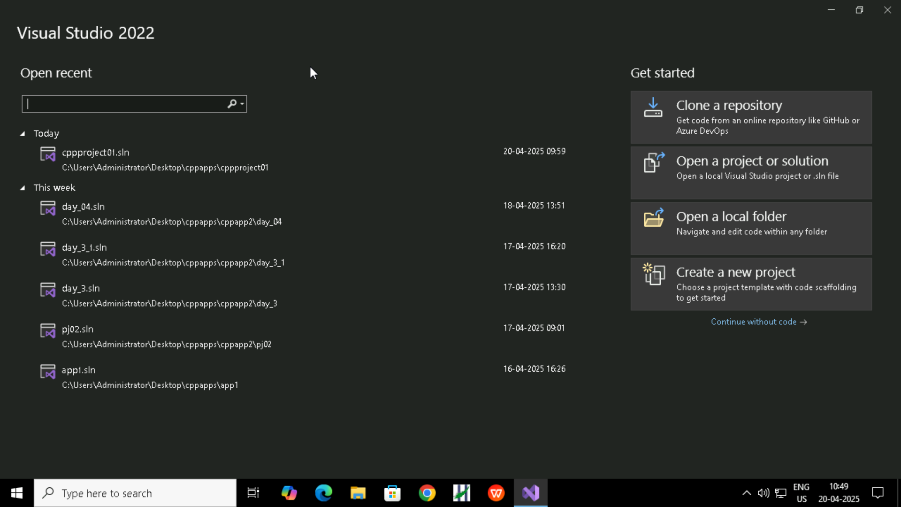 Visual Studio 2022
Open recent
Today
cppproject01.sln
20-04-2025 09:59
C:\Users\Administrator\Desktop\cppapps\cppproject01
This week
day_04.sln
18-04-2025 13:51
C:\Users\Administrator\Desktop\cppapps\cppapp2\day_04
day_3_1.sln
17-04-2025 16:20
C:\Users\Administrator\Desktop\cppapps\cppapp2\day_3_1
day_3.sln
17-04-2025 13:30
C:\Users\Administrator\Desktop\cppapps\cppapp2\day_3
pj02.sln
17-04-2025 09:01
C:\Users\Administrator\Desktop\cppapps\cppapp2\pj02
app1.sln
16-04-2025 16:26
C:\Users\Administrator\Desktop\cppapps\app1
Get started
Clone a repository
Get code from an online repository like GitHub or
Azure DevOps
Open a project or solution
Open a local Visual Studio project or .sln file
Open a local folder
Navigate and edit code within any folder
Create a new project
Choose a project template with code scaffolding
to get started
Continue without code →
Type here to search
ENG
US
10:49
20-04-2025